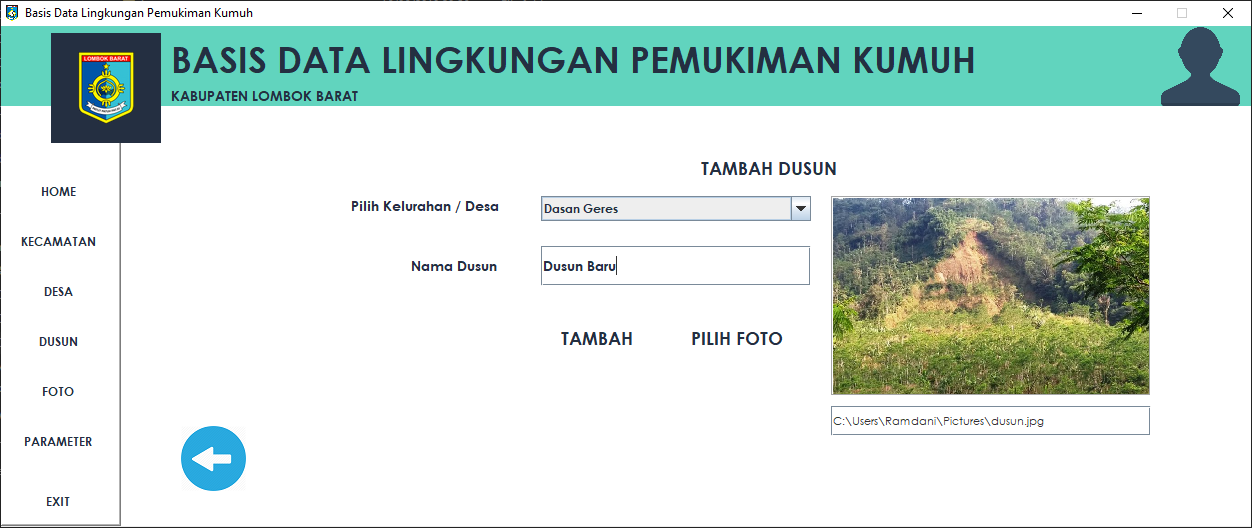 Basis Data Lingkungan Pemukiman Kumuh
LOMBOK BARAT
BASIS DATA LINGKUNGAN PEMUKIMAN KUMUH
KABUPATEN LOMBOK BARAT
HOME
KECAMATAN
DESA
DUSUN
FOTO
PARAMETER
EXIT
TAMBAH DUSUN
Pilih Kelurahan / Desa
Dasan Geres
Nama Dusun
Dusun Baru
TAMBAH
PILIH FOTO
C:\Users\Ramdani\Pictures\dusun.jpg